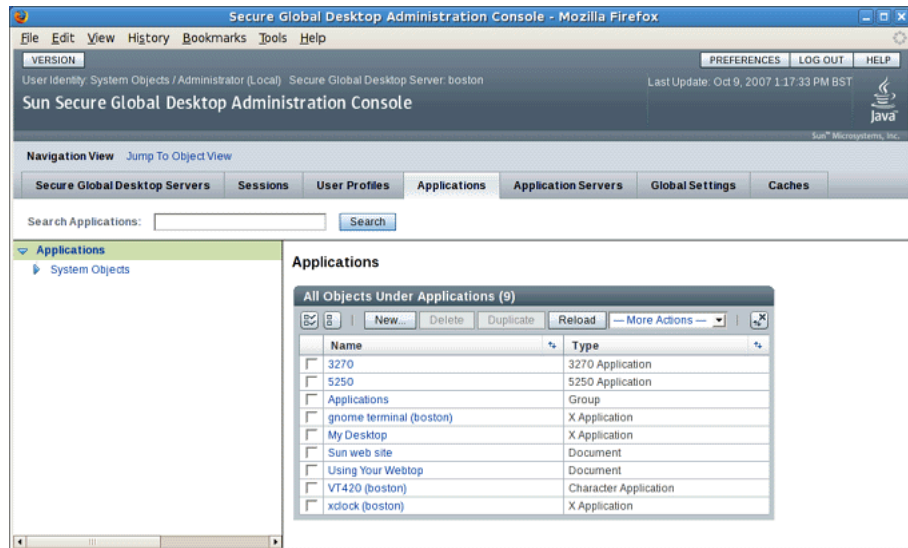 Secure Global Desktop Administration Console - Mozilla Firefox
File Edit View History Bookmarks Tools Help
VERSION PREFERENCES LOG OUT HELP
User Identity: System Objects / Administrator (Local) Secure Global Desktop Server: boston Last Update: Oct 9, 2007 1:17:33 PM BST
Sun Secure Global Desktop Administration Console
Java
Sun™ Microsystems, Inc.
Navigation View Jump To Object View
Secure Global Desktop Servers Sessions User Profiles Applications Application Servers Global Settings Caches
Search Applications: Search
Applications
System Objects
Applications
All Objects Under Applications (9)
New... Delete Duplicate Reload — More Actions —
Name Type
3270 3270 Application
5250 5250 Application
Applications Group
gnome terminal (boston) X Application
My Desktop X Application
Sun web site Document
Using Your Webtop Document
VT420 (boston) Character Application
xclock (boston) X Application